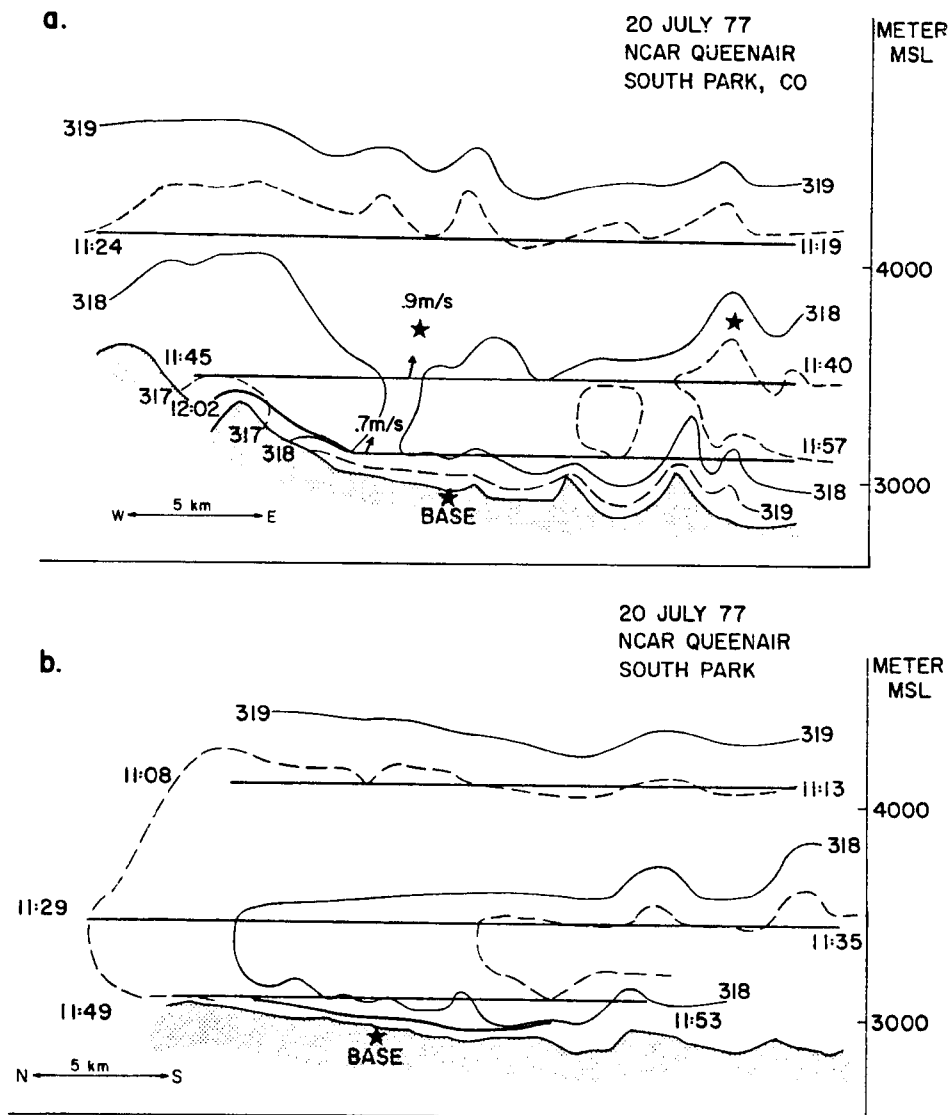 a.
20 JULY 77
NCAR QUEENAIR
SOUTH PARK, CO
METER
MSL
319
319
11:24
11:19
4000
318
.9m/s
318
11:45
11:40
317
12:02
317
.7m/s
11:57
318
318
3000
319
W 5 km E
BASE
20 JULY 77
NCAR QUEENAIR
SOUTH PARK
b.
METER
MSL
319
319
11:08
11:13
4000
318
11:29
11:35
318
11:49
11:53
3000
BASE
N 5 km S